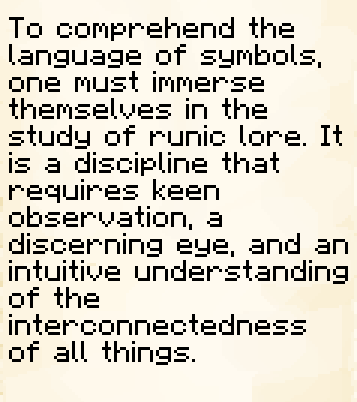 To comprehend the
language of symbols,
one must immerse
themselves in the
study of runic lore. It
is a discipline that
requires keen
observation, a
discerning eye, and an
intuitive understanding
of the
interconnectedness
of all things.